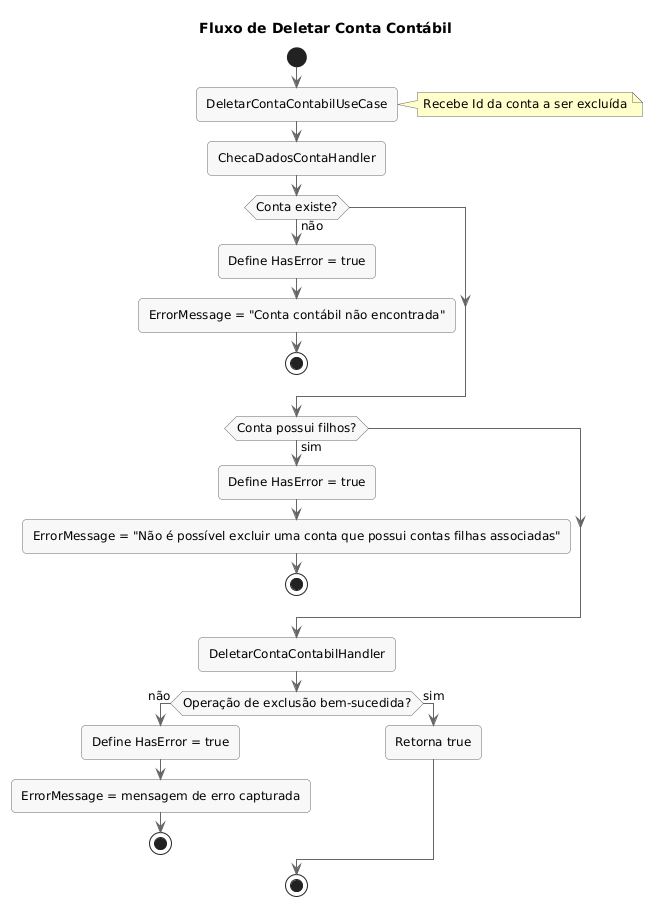 Fluxo de Deletar Conta Contábil
DeletarContaContabilUseCase
Recebe Id da conta a ser excluída
ChecaDadosContaHandler
Conta existe?
não
Define HasError = true
ErrorMessage = "Conta contábil não encontrada"
Conta possui filhos?
sim
Define HasError = true
ErrorMessage = "Não é possível excluir uma conta que possui contas filhas associadas"
DeletarContaContabilHandler
não
Operação de exclusão bem-sucedida?
sim
Define HasError = true
Retorna true
ErrorMessage = mensagem de erro capturada